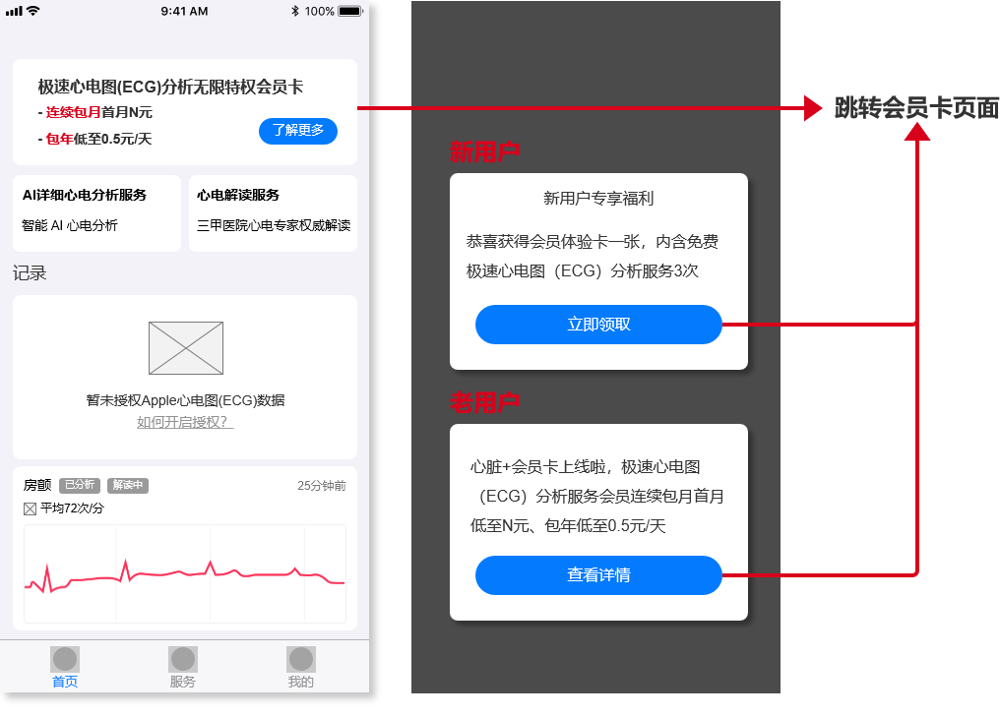 9:41 AM
100%
极速心电图(ECG)分析无限特权会员卡
- 连续包月首月N元
- 包年低至0.5元/天
了解更多
AI详细心电分析服务
智能 AI 心电分析
心电解读服务
三甲医院心电专家权威解读
记录
暂未授权Apple心电图(ECG)数据
如何开启授权？
房颤
已分析
解读中
25分钟前
平均72次/分
首页
服务
我的
新用户
新用户专享福利
恭喜获得会员体验卡一张，内含免费
极速心电图（ECG）分析服务3次
立即领取
老用户
心脏+会员卡上线啦，极速心电图
（ECG）分析服务会员连续包月首月
低至N元、包年低至0.5元/天
查看详情
跳转会员卡页面